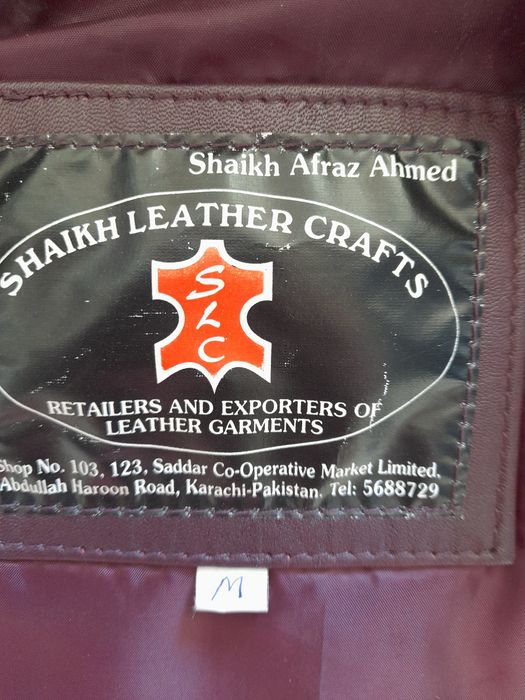 Shaikh Afraz Ahmed
SHAIKH LEATHER CRAFTS
SLC
RETAILERS AND EXPORTERS OF
LEATHER GARMENTS
Shop No. 103, 123, Saddar Co-Operative Market Limited,
Abdullah Haroon Road, Karachi-Pakistan. Tel: 5688729
M